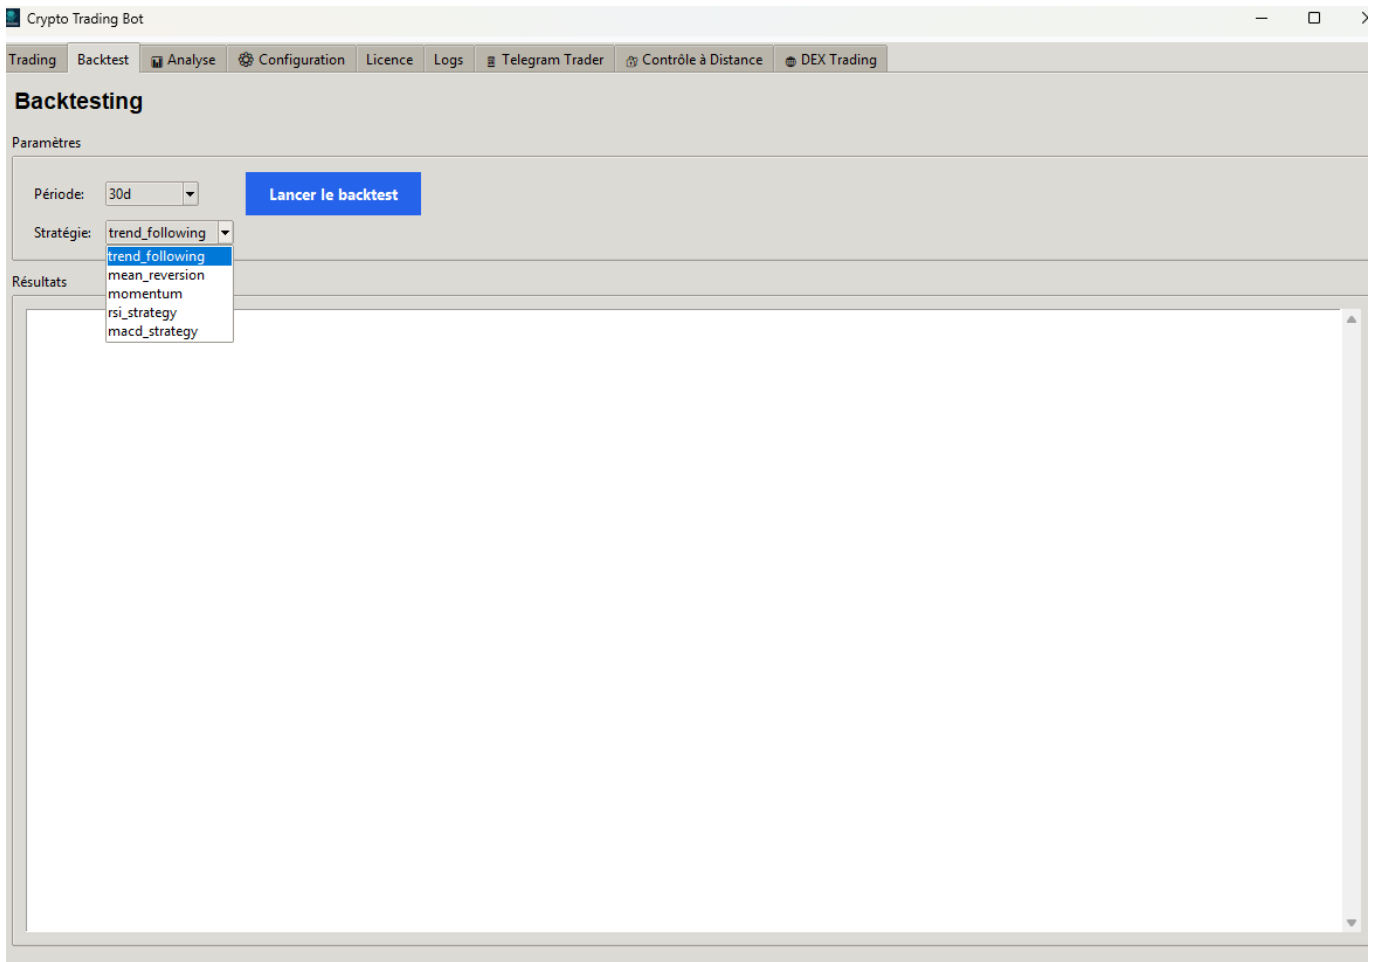 Crypto Trading Bot
Trading Backtest Analyse Configuration Licence Logs Telegram Trader Contrôle à Distance DEX Trading
Backtesting
Paramètres
Période: 30d Lancer le backtest
Stratégie: trend_following
trend_following
mean_reversion
momentum
rsi_strategy
macd_strategy
Résultats